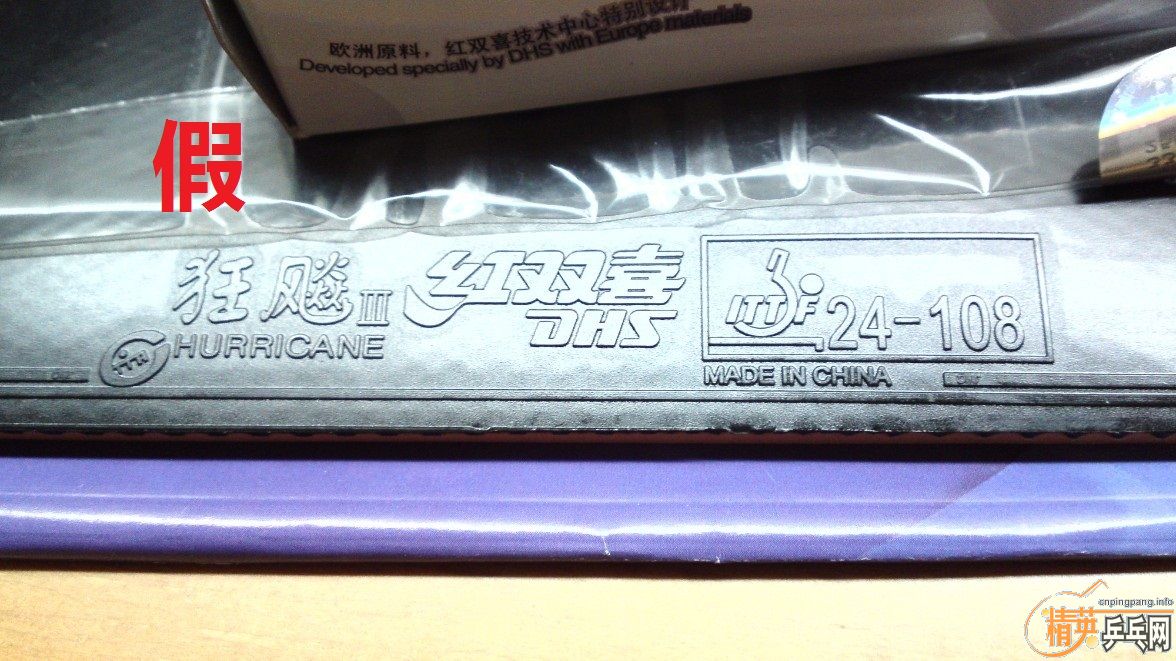 欧洲原料，红双喜技术中心特别设计
Developed specially by DHS with Europe materials
假
狂飚III
HURRICANE
红双喜
DHS
ITTF 24-108
MADE IN CHINA
cnpingpang.info
精英乒乓网